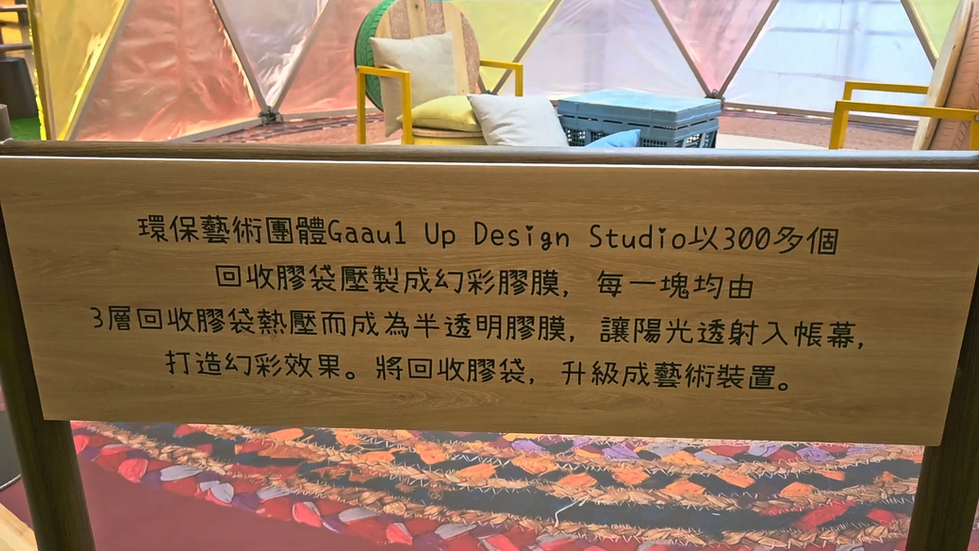 環保藝術團體Gaau1 Up Design Studio以300多個
回收膠袋壓製成幻彩膠膜，每一塊均由
3層回收膠袋熱壓而成為半透明膠膜，讓陽光透射入帳幕，
打造幻彩效果。將回收膠袋，升級成藝術裝置。